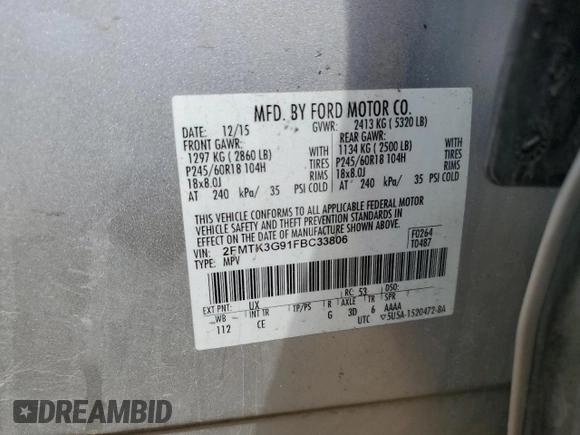 MFD. BY FORD MOTOR CO.
DATE: 12/15 GVWR: 2413 KG ( 5320 LB)
FRONT GAWR: REAR GAWR:
1297 KG ( 2860 LB) WITH 1134 KG ( 2500 LB) WITH
P245/60R18 104H TIRES P245/60R18 104H TIRES
18x8.0J RIMS 18x8.0J RIMS
AT 240 kPa/ 35 PSI COLD AT 240 kPa/ 35 PSI COLD
THIS VEHICLE CONFORMS TO ALL APPLICABLE FEDERAL MOTOR
VEHICLE SAFETY AND THEFT PREVENTION STANDARDS IN
EFFECT ON THE DATE OF MANUFACTURE SHOWN ABOVE.
VIN: 2FMTK3G91FBC33806 F0264
TYPE: MPV T0487
EXT PNT: UX RC: 53 DSO:
WB INT TR TP/PS R AXLE TR SPR
112 CE G 3D 6 AAAA
UTC ▽5USA-1520472-BA
DREAMBID